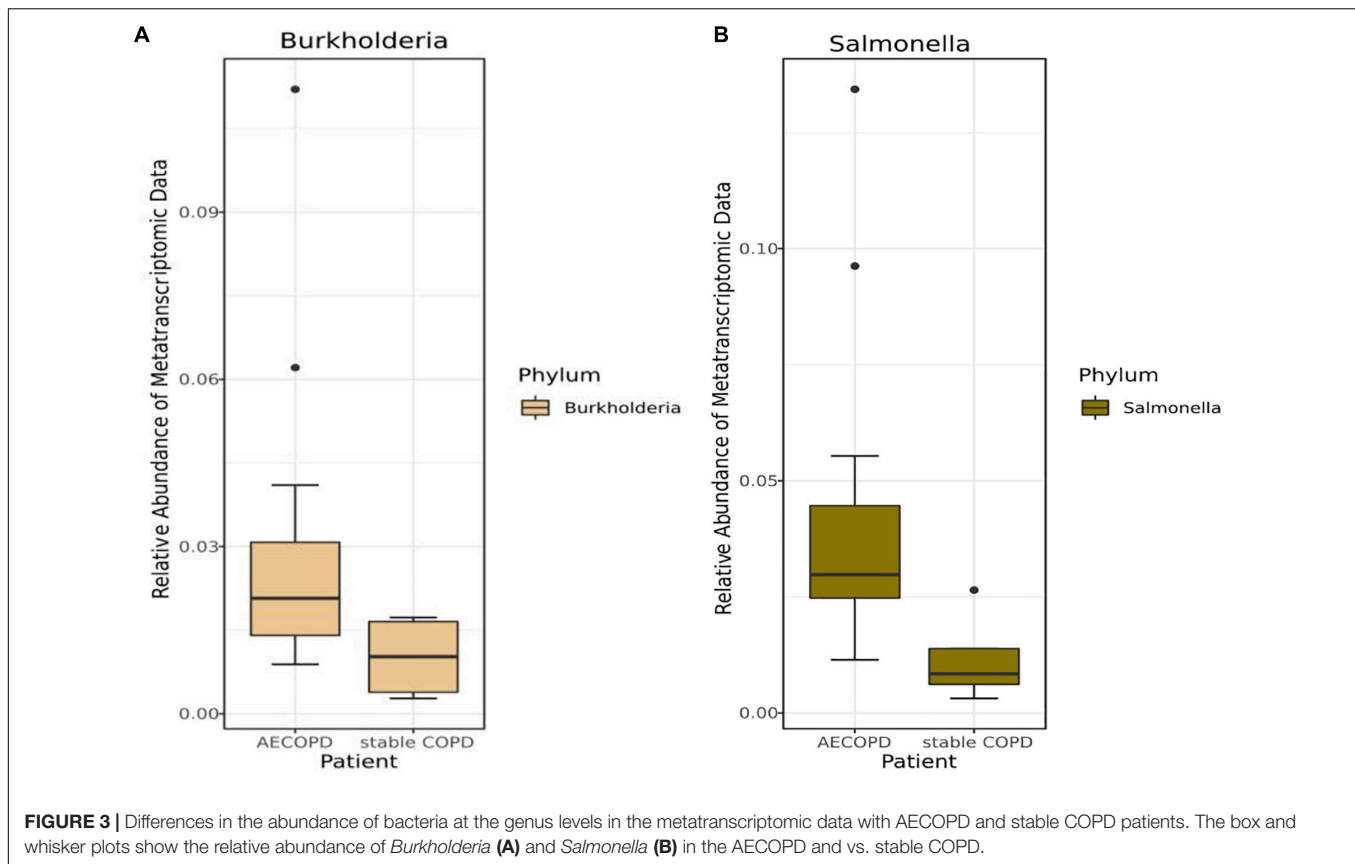 A
Burkholderia
Relative Abundance of Metatranscriptomic Data
0.09
0.06
0.03
0.00
AECOPD
stable COPD
Patient
Phylum
Burkholderia
B
Salmonella
Relative Abundance of Metatranscriptomic Data
0.10
0.05
0.00
AECOPD
stable COPD
Patient
Phylum
Salmonella
FIGURE 3 | Differences in the abundance of bacteria at the genus levels in the metatranscriptomic data with AECOPD and stable COPD patients. The box and
whisker plots show the relative abundance of Burkholderia (A) and Salmonella (B) in the AECOPD and vs. stable COPD.